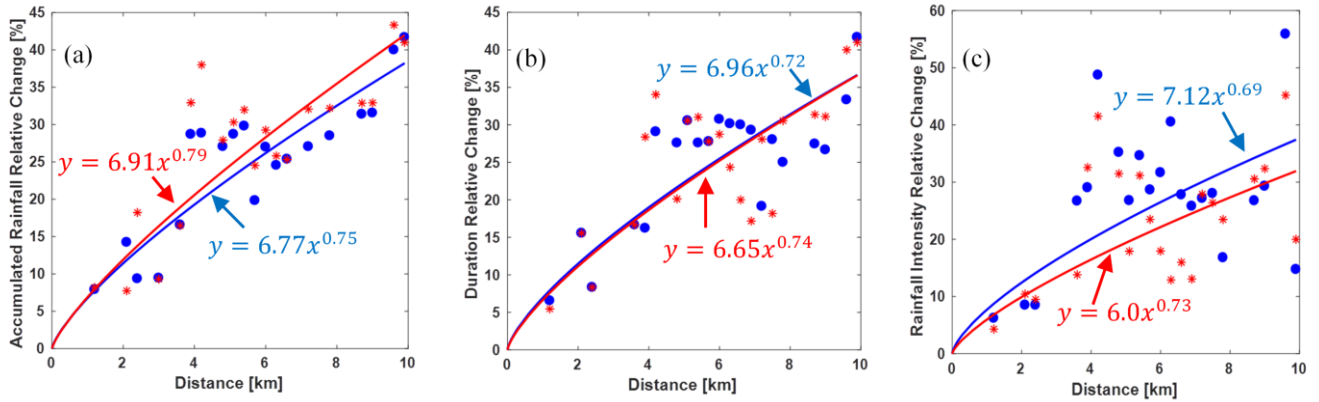 Accumulated Rainfall Relative Change [%]
45
40
35
30
25
20
15
10
5
0
(a)
y = 6.91x^0.79
y = 6.77x^0.75
0 2 4 6 8 10
Distance [km]
Duration Relative Change [%]
45
40
35
30
25
20
15
10
5
0
(b)
y = 6.96x^0.72
y = 6.65x^0.74
0 2 4 6 8 10
Distance [km]
Rainfall Intensity Relative Change [%]
60
50
40
30
20
10
0
(c)
y = 7.12x^0.69
y = 6.0x^0.73
0 2 4 6 8 10
Distance [km]